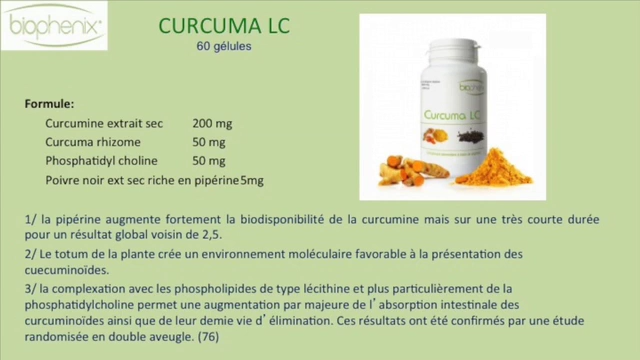 biophenix
CURCUMA LC
60 gélules
biophenix
Curcuma LC
Formule:
Curcumine extrait sec 200 mg
Curcuma rhizome 50 mg
Phosphatidyl choline 50 mg
Poivre noir ext sec riche en pipérine 5mg
1/ la pipérine augmente fortement la biodisponibilité de la curcumine mais sur une très courte durée
pour un résultat global voisin de 2,5.
2/ Le totum de la plante crée un environnement moléculaire favorable à la présentation des
cuecuminoïdes.
3/ la complexation avec les phospholipides de type lécithine et plus particulièrement de la
phosphatidylcholine permet une augmentation par majeure de l’absorption intestinale des
curcuminoïdes ainsi que de leur demie vie d’élimination. Ces résultats ont été confirmés par une étude
randomisée en double aveugle. (76)